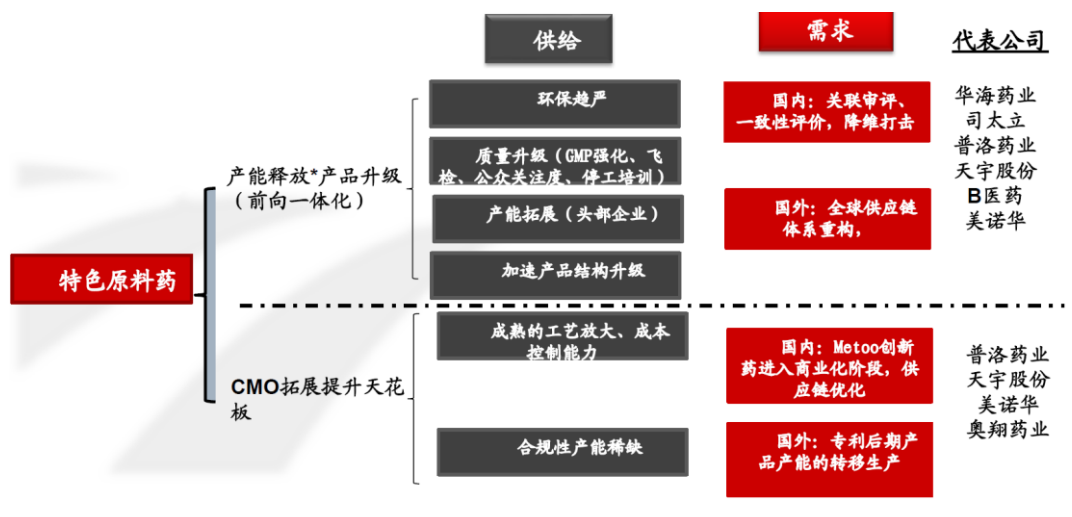 供给
需求
代表公司
特色原料药
产能释放*产品升级
（前向一体化）
环保趋严
质量升级（GMP强化、飞
检、公众关注度、停工培训）
产能拓展（头部企业）
加速产品结构升级
国内：关联审评、
一致性评价，降维打击
国外：全球供应链
体系重构，
华海药业
司太立
普洛药业
天宇股份
B医药
美诺华
CMO拓展提升天花
板
成熟的工艺放大、成本
控制能力
合规性产能稀缺
国内：Metoo创新
药进入商业化阶段，供
应链优化
国外：专利后期产
品产能的转移生产
普洛药业
天宇股份
美诺华
奥翔药业